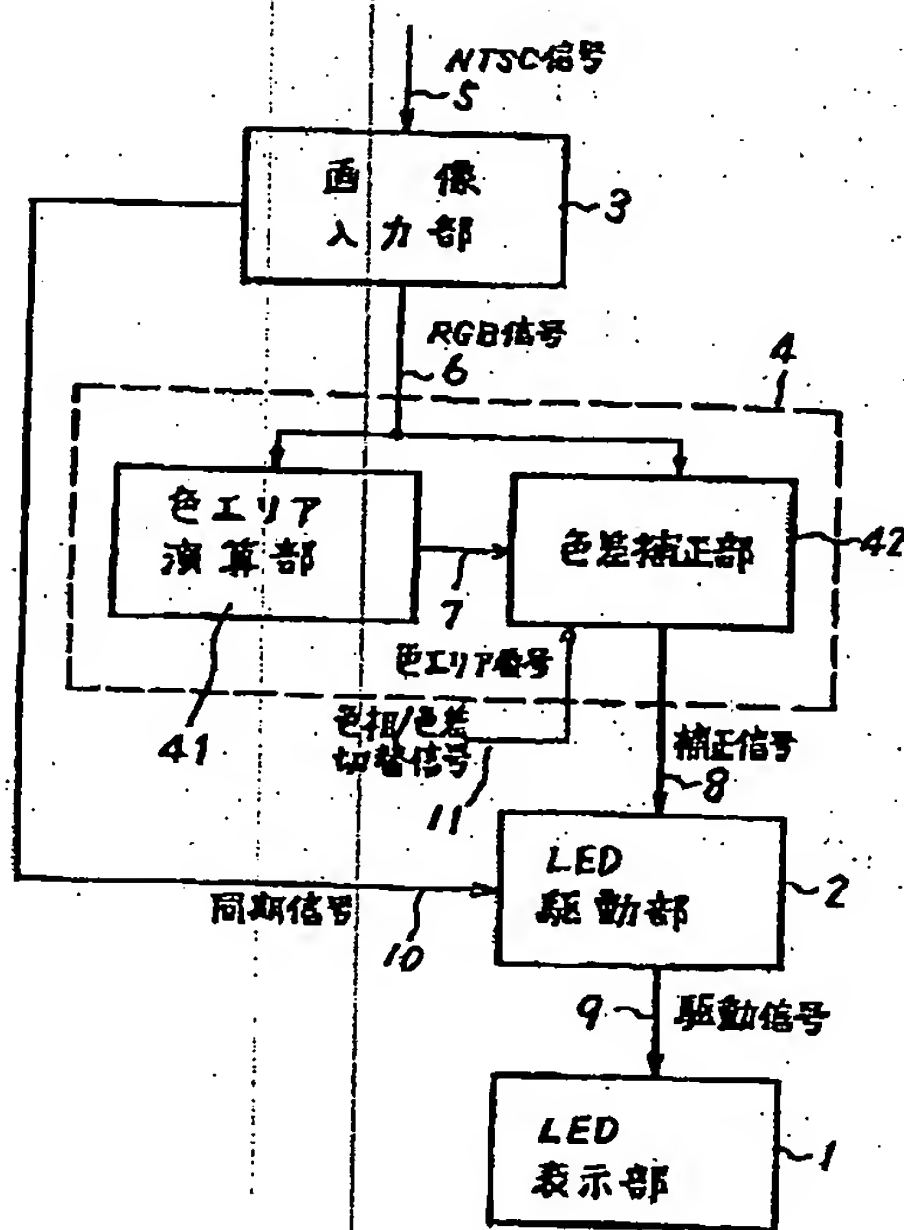 NTSC信号
5
画像
入力部
3
RGB信号
6
4
色エリア
演算部
色差補正部
42
7
色エリア番号
41
色相/色差
切替信号
11
補正信号
8
LED
駆動部
2
同期信号
10
9
駆動信号
LED
表示部
1